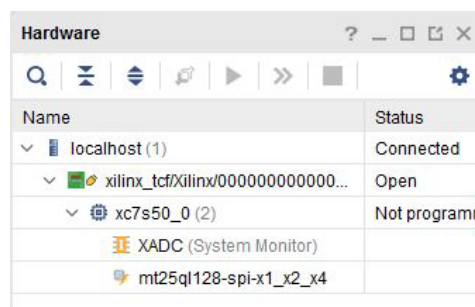 Hardware
Name Status
localhost (1) Connected
xilinx_tcf/Xilinx/000000000000... Open
xc7s50_0 (2) Not programm
XADC (System Monitor)
mt25ql128-spi-x1_x2_x4